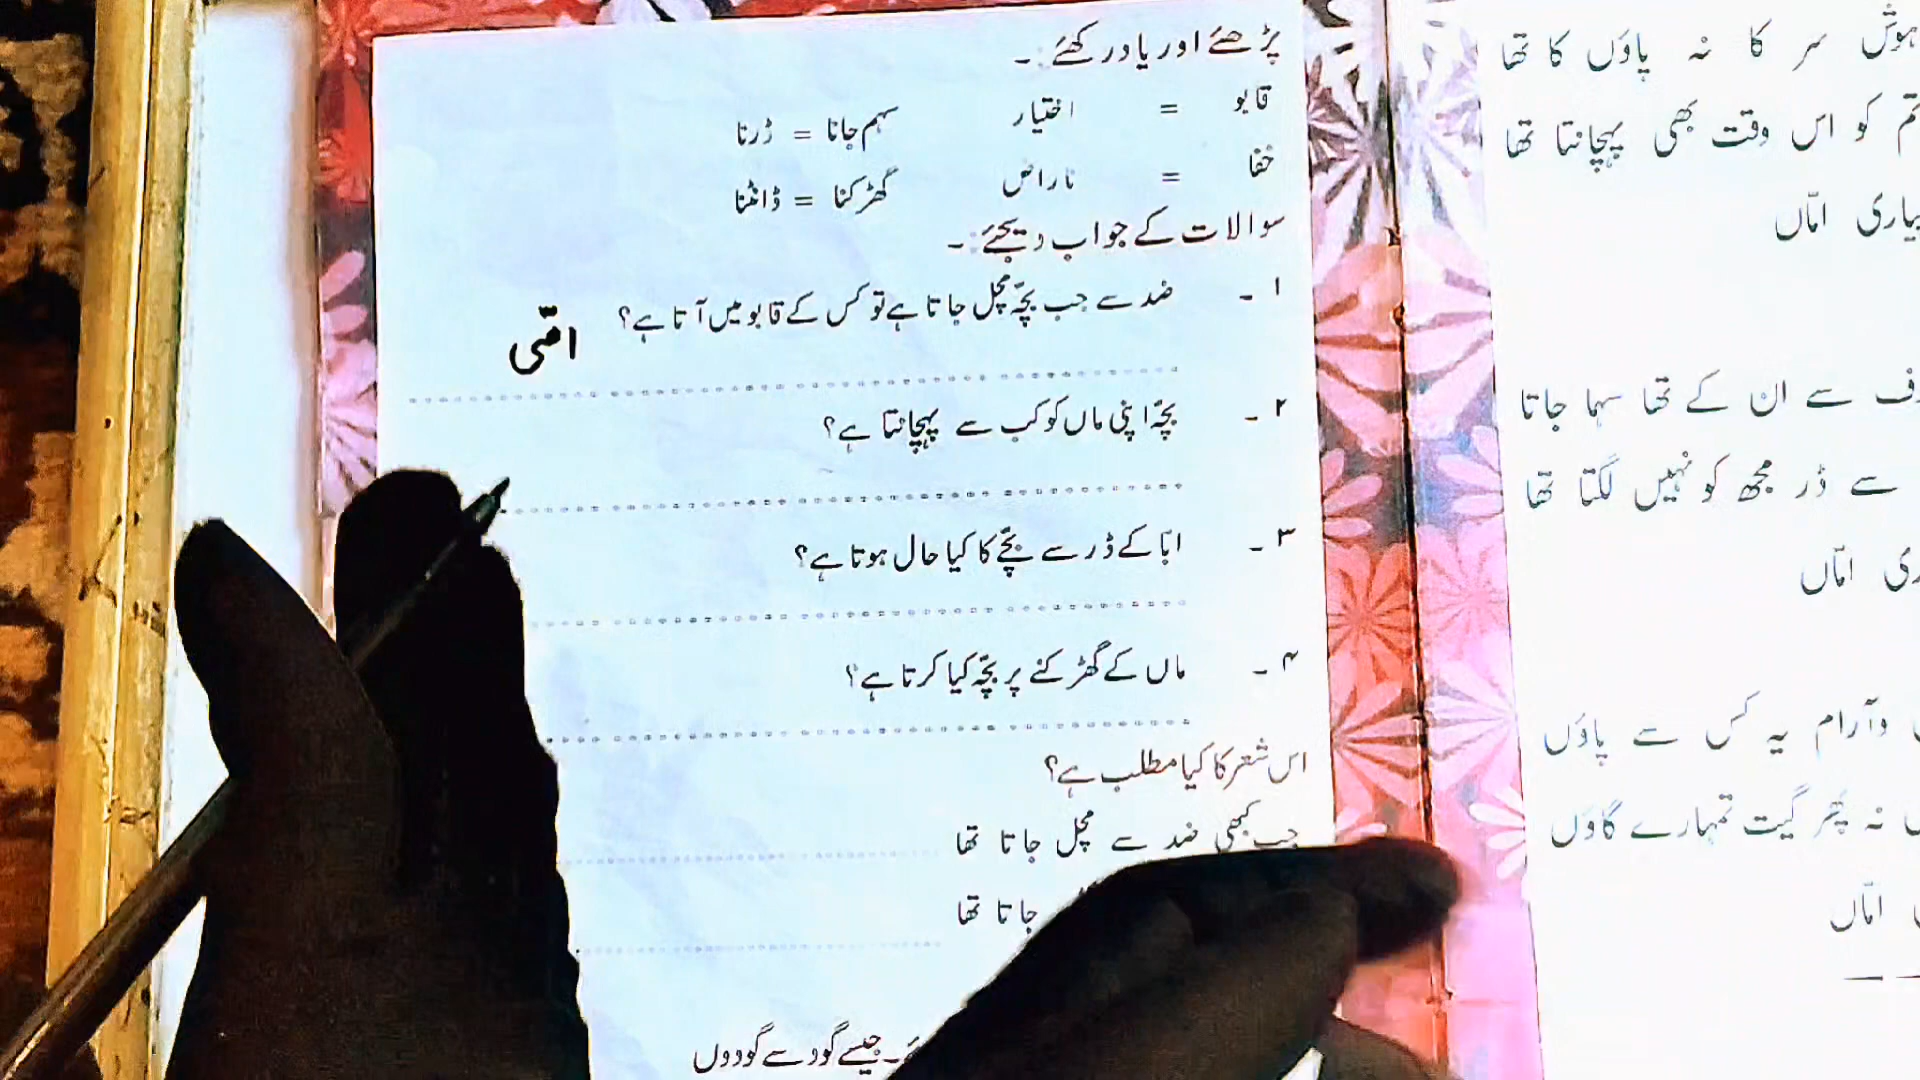 پڑھئے اور یاد رکھئے :۔
قابو = اختیار سہم جانا = ڈرنا
خفا = ناراض گھڑکنا = ڈانٹنا
سوالات کے جواب دیجئے :۔
۱ ۔ ضد سے جب بچّہ مچل جاتا ہے تو کس کے قابو میں آتا ہے؟
امّی
۲ ۔ بچّہ اپنی ماں کو کب سے پہچانتا ہے؟
۳ ۔ ابّا کے ڈر سے بچّے کا کیا حال ہوتا ہے؟
۴ ۔ ماں کے گھڑکنے پر بچّہ کیا کرتا ہے؟
اس شعر کا کیا مطلب ہے؟
جب کبھی ضد سے مچل جاتا تھا
جاتا تھا
۔ جیسے گود سے گودوں
ہوش سر کا نہ پاوَں کا تھا
تم کو اس وقت بھی پہچانتا تھا
پیاری امّاں
سے ان کے تھا سہما جاتا
سے ڈر مجھ کو نہیں لگتا تھا
امّاں
وآرام یہ کس سے پاوَں
نہ پھر گیت تمہارے گاوَں
امّاں